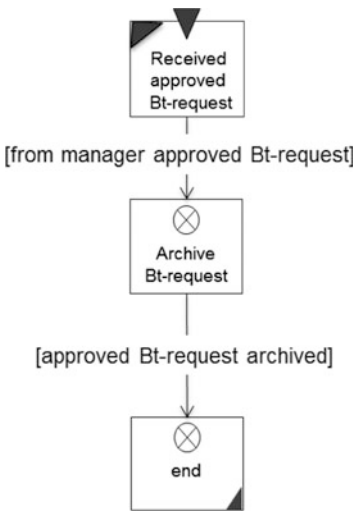 Received
approved
Bt-request
[from manager approved Bt-request]
Archive
Bt-request
[approved Bt-request archived]
end